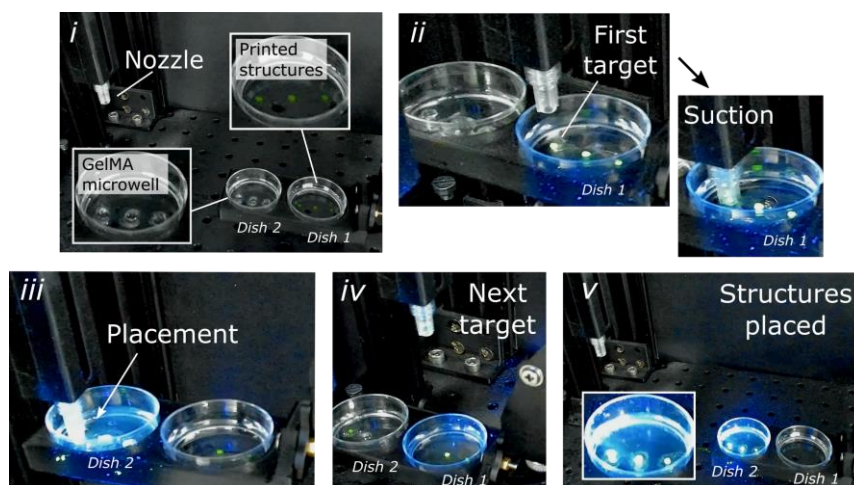 i
Nozzle
Printed
structures
GelMA
microwell
Dish 2
Dish 1
ii
First
target
Dish 1
Suction
Dish 1
iii
Placement
Dish 2
iv
Next
target
Dish 2
Dish 1
v
Structures
placed
Dish 2
Dish 1